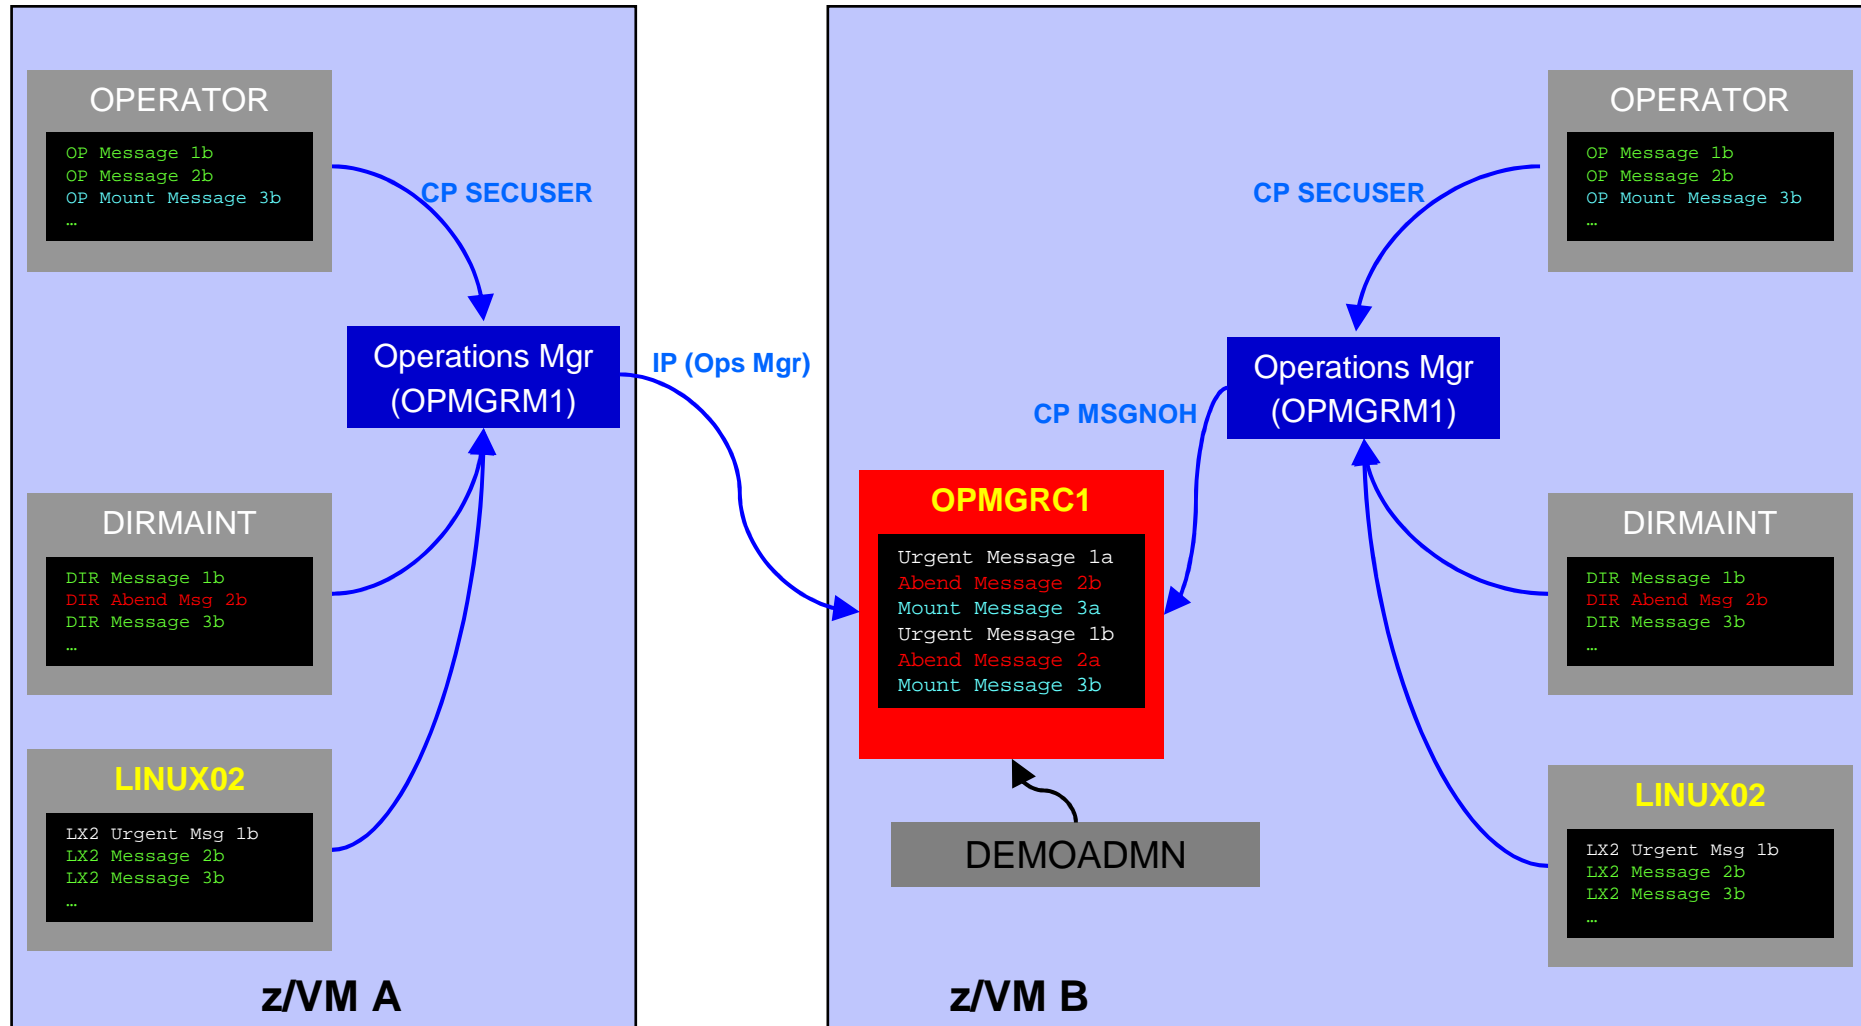 OPERATOR
OP Message 1b
OP Message 2b
OP Mount Message 3b
…
CP SECUSER
Operations Mgr
(OPMGRM1)
DIRMAINT
DIR Message 1b
DIR Abend Msg 2b
DIR Message 3b
…
LINUX02
LX2 Urgent Msg 1b
LX2 Message 2b
LX2 Message 3b
…
z/VM A
IP (Ops Mgr)
OPERATOR
OP Message 1b
OP Message 2b
OP Mount Message 3b
…
CP SECUSER
Operations Mgr
(OPMGRM1)
CP MSGNOH
OPMGRC1
Urgent Message 1a
Abend Message 2b
Mount Message 3a
Urgent Message 1b
Abend Message 2a
Mount Message 3b
DEMOADMN
DIRMAINT
DIR Message 1b
DIR Abend Msg 2b
DIR Message 3b
…
LINUX02
LX2 Urgent Msg 1b
LX2 Message 2b
LX2 Message 3b
…
z/VM B